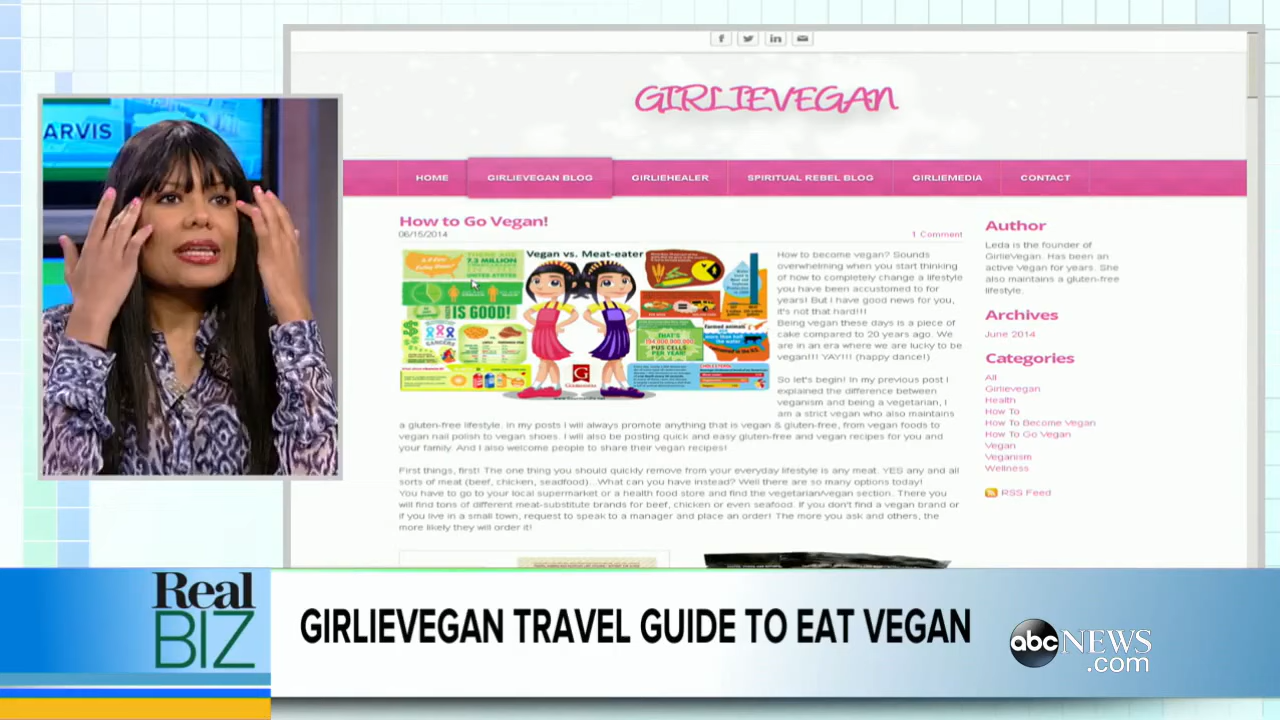 GIRLIEVEGAN
ARVIS
HOME
GIRLIEVEGAN BLOG
GIRLIEHEALER
SPIRITUAL REBEL BLOG
GIRLIEMEDIA
CONTACT
How to Go Vegan!
06/15/2014
1 Comment
Vegan vs. Meat-eater
THERE ARE
7.3 MILLION
UNITED STATES
IS GOOD!
THAT'S
PUS CELLS
PER YEAR!
How to become vegan? Sounds
overwhelming when you start thinking
of how to completely change a lifestyle
you have been accustomed to for
years! But I have good news for you,
it's not that hard!!!
Being vegan these days is a piece of
cake compared to 20 years ago. We
are in an era where we are lucky to be
vegan!!! YAY!!! (happy dance!)
So let's begin! In my previous post I
explained the difference between
veganism and being a vegetarian, I
am a strict vegan who also maintains
a gluten-free lifestyle. In my posts I will always promote anything that is vegan & gluten-free, from vegan foods to
vegan nail polish to vegan shoes. I will also be posting quick and easy gluten-free and vegan recipes for you and
your family. And I also welcome people to share their vegan recipes!
First things, first! The one thing you should quickly remove from your everyday lifestyle is any meat. YES any and all
sorts of meat (beef, chicken, seadfood)...What can you have instead? Well there are so many options today!
You have to go to your local supermarket or a health food store and find the vegetarian/vegan section. There you
will find tons of different meat-substitute brands for beef, chicken or even seafood. If you don't find a vegan brand or
if you live in a small town, request to speak to a manager and place an order! The more you ask and others, the
more likely they will order it!
Author
Leda is the founder of
GirlieVegan. Has been an
active Vegan for years. She
also maintains a gluten-free
lifestyle.
Archives
June 2014
Categories
All
Girlievegan
Health
How To
How To Become Vegan
How To Go Vegan
Vegan
Veganism
Wellness
RSS Feed
Real
BIZ
GIRLIEVEGAN TRAVEL GUIDE TO EAT VEGAN
abc NEWS
.com